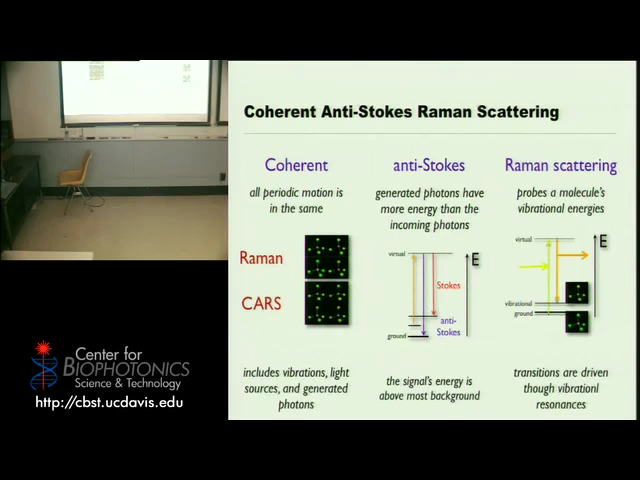 Coherent Anti-Stokes Raman Scattering
Coherent
anti-Stokes
Raman scattering
all periodic motion is
in the same
generated photons have
more energy than the
incoming photons
probes a molecule's
vibrational energies
Raman
CARS
virtual
E
Stokes
anti-
Stokes
ground
virtual
E
vibrational
ground
includes vibrations, light
sources, and generated
photons
the signal's energy is
above most background
transitions are driven
though vibrationl
resonances
Center for
BIOPHOTONICS
Science & Technology
http://cbst.ucdavis.edu